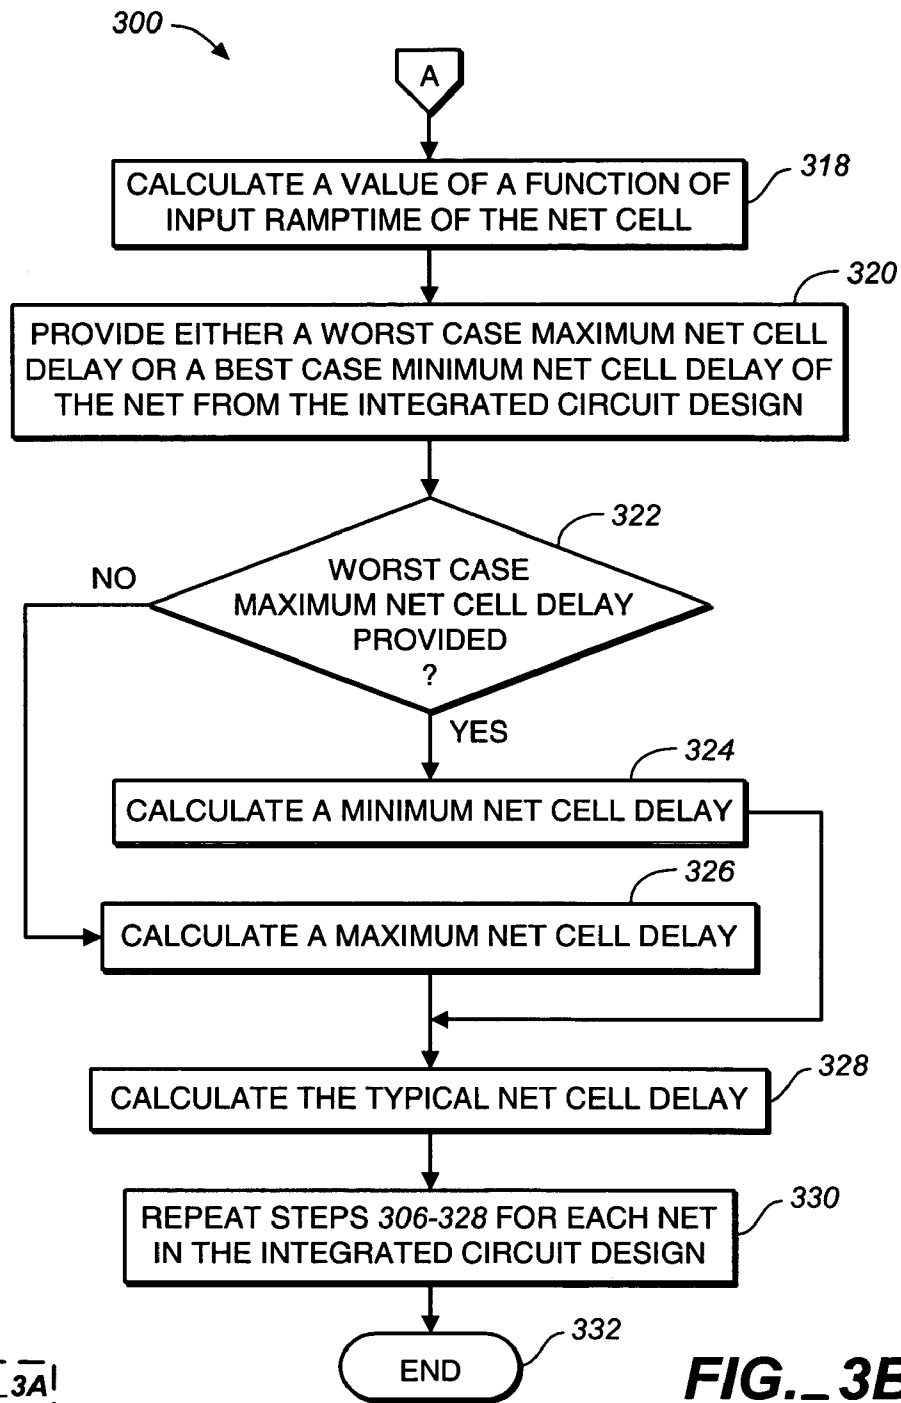 300
A
318
CALCULATE A VALUE OF A FUNCTION OF
INPUT RAMPTIME OF THE NET CELL
320
PROVIDE EITHER A WORST CASE MAXIMUM NET CELL
DELAY OR A BEST CASE MINIMUM NET CELL DELAY OF
THE NET FROM THE INTEGRATED CIRCUIT DESIGN
322
NO
WORST CASE
MAXIMUM NET CELL DELAY
PROVIDED
?
YES
324
CALCULATE A MINIMUM NET CELL DELAY
326
CALCULATE A MAXIMUM NET CELL DELAY
328
CALCULATE THE TYPICAL NET CELL DELAY
330
REPEAT STEPS 306-328 FOR EACH NET
IN THE INTEGRATED CIRCUIT DESIGN
332
END
3A
FIG._3B